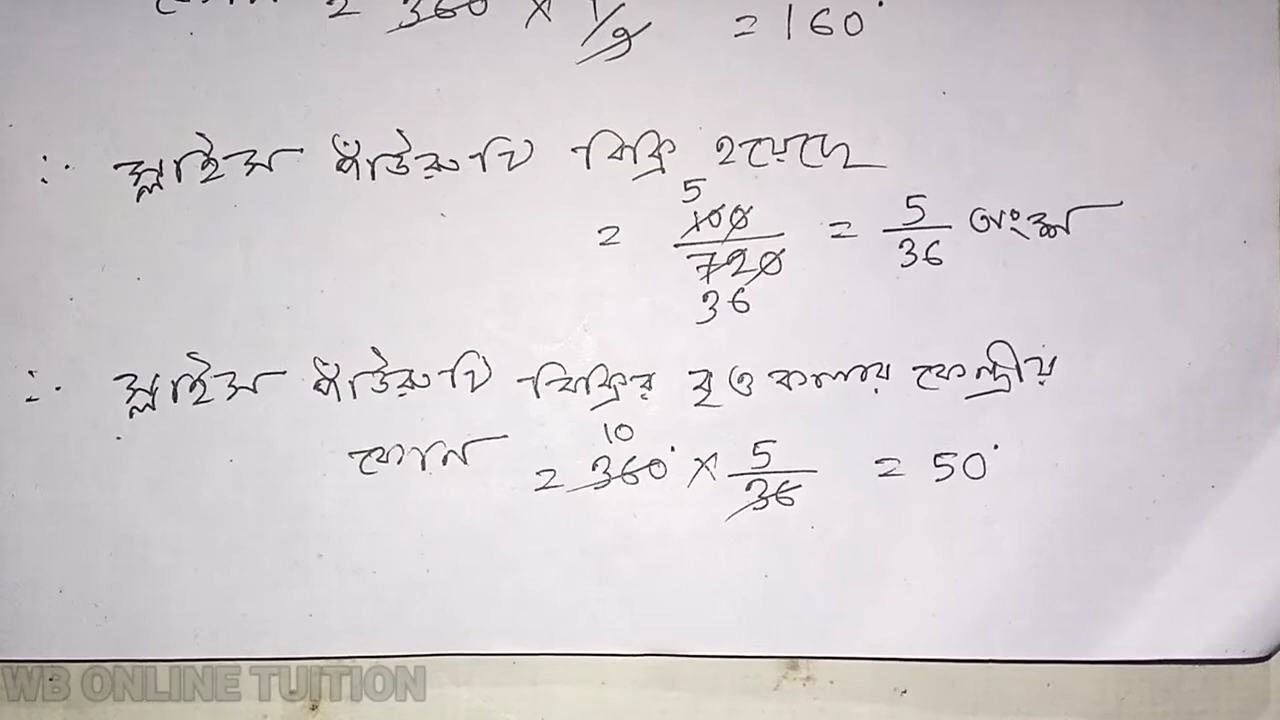 = 360 × 1/9 = 160°
∴ স্লাইস পাঁউরুটি বিক্রি হয়েছে
5
= 100/720 = 5/36 অংশ
36
∴ স্লাইস পাঁউরুটি বিক্রির বৃত্তকলার কেন্দ্রীয়
10
কোন = 360° × 5/36 = 50°
WB ONLINE TUITION